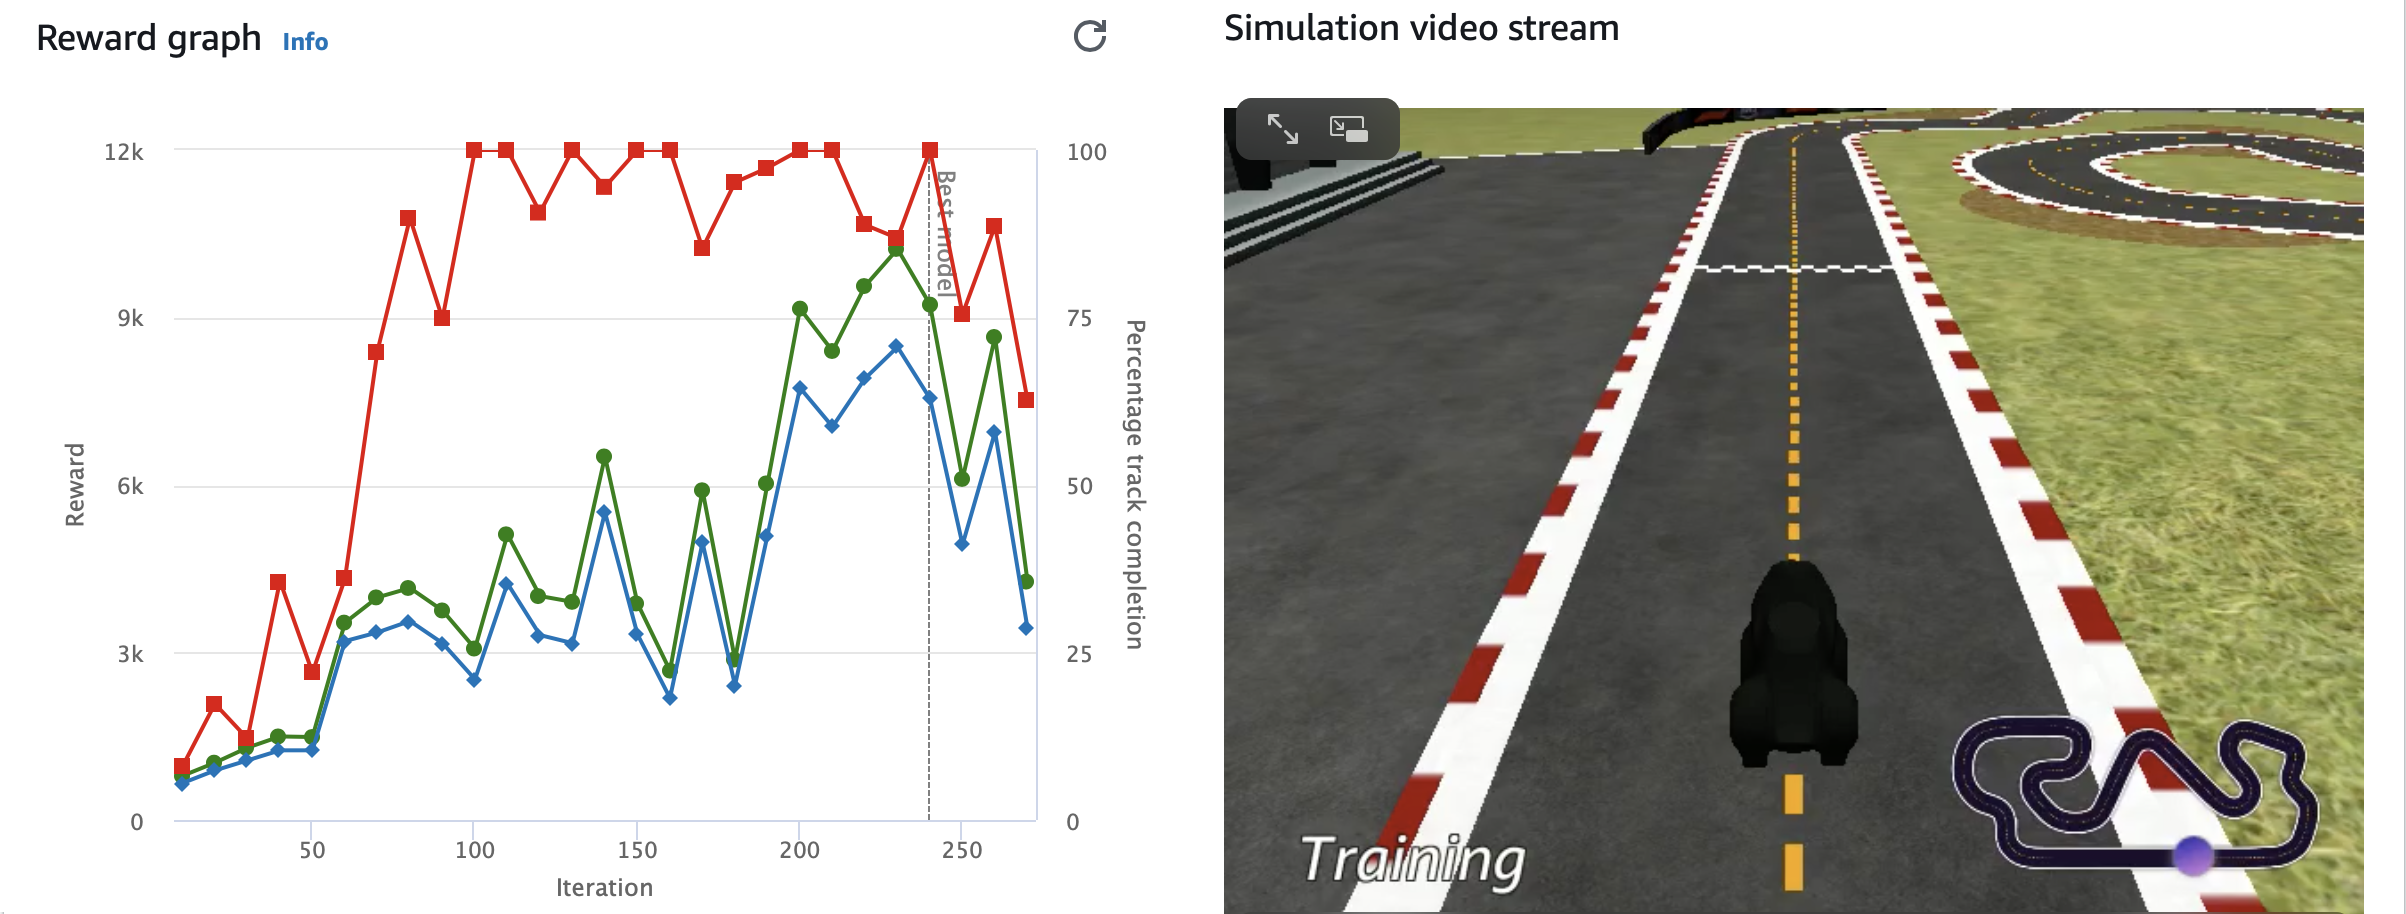 Reward graph Info
Simulation video stream
12k
9k
6k
3k
0
Reward
100
75
50
25
0
Percentage track completion
Best model
50 100 150 200 250
Iteration
Training